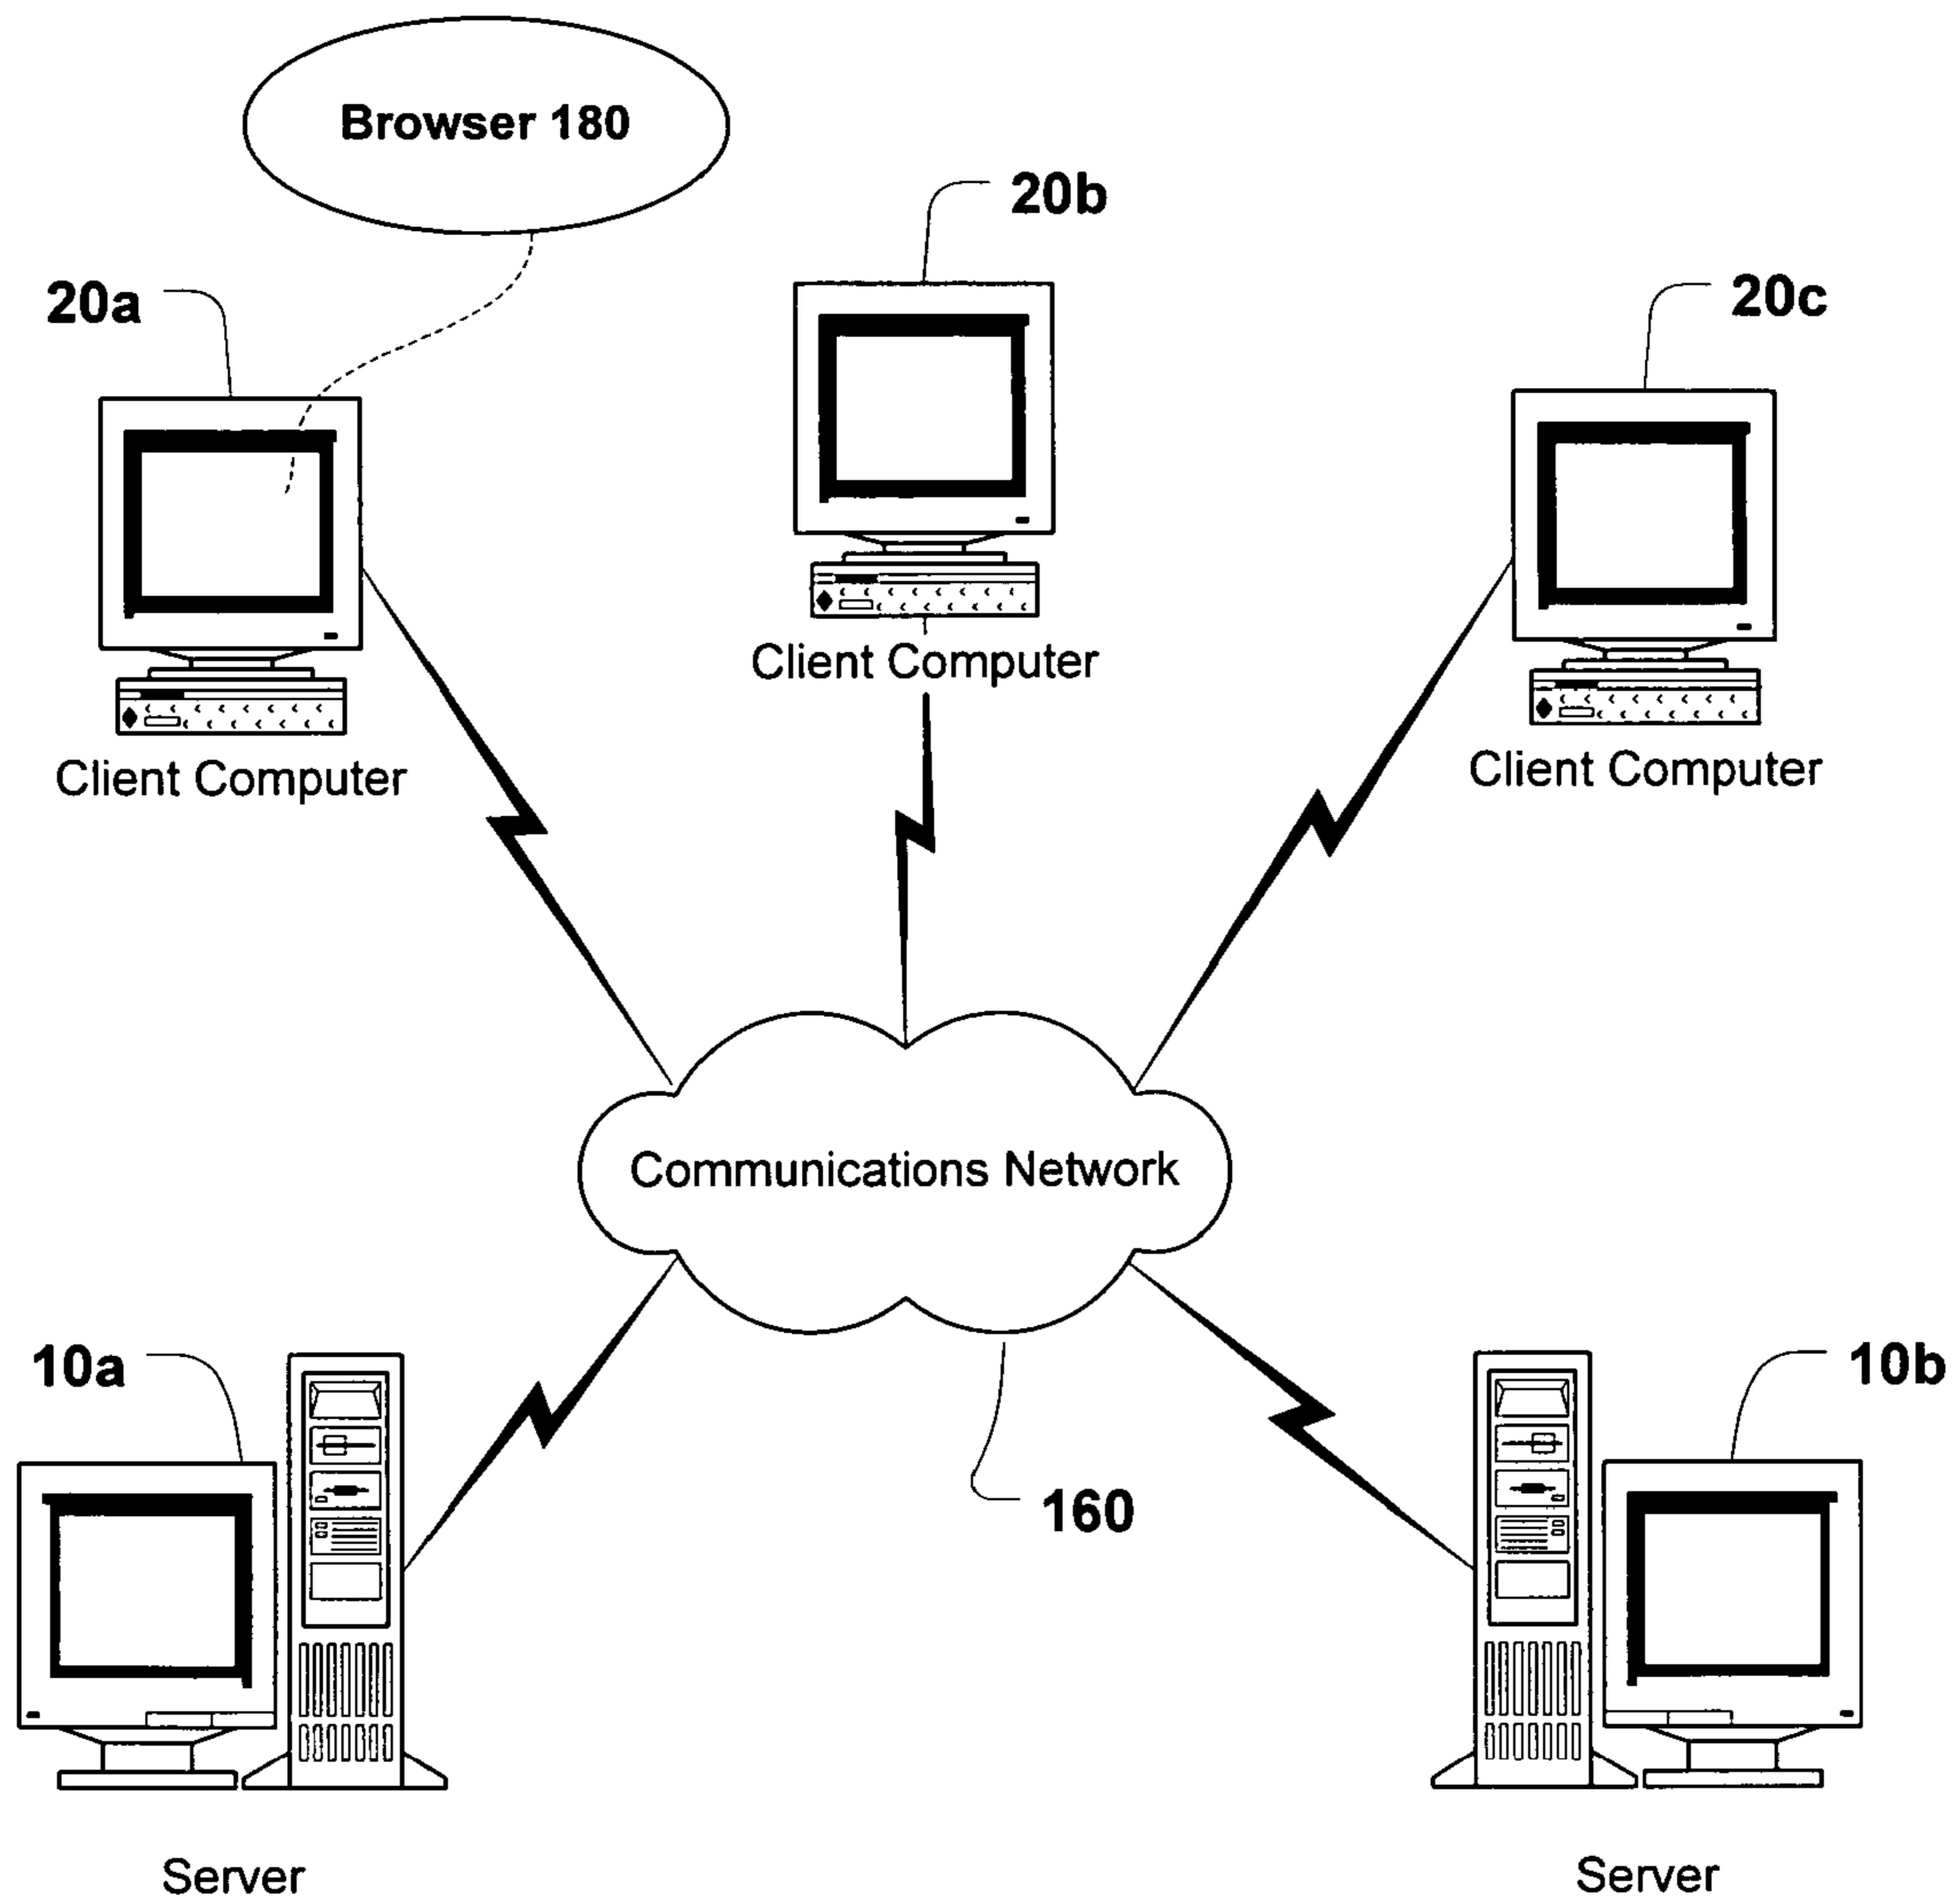 Browser 180
20b
20a
20c
Client Computer
Client Computer
Client Computer
Communications Network
10a
10b
160
Server
Server